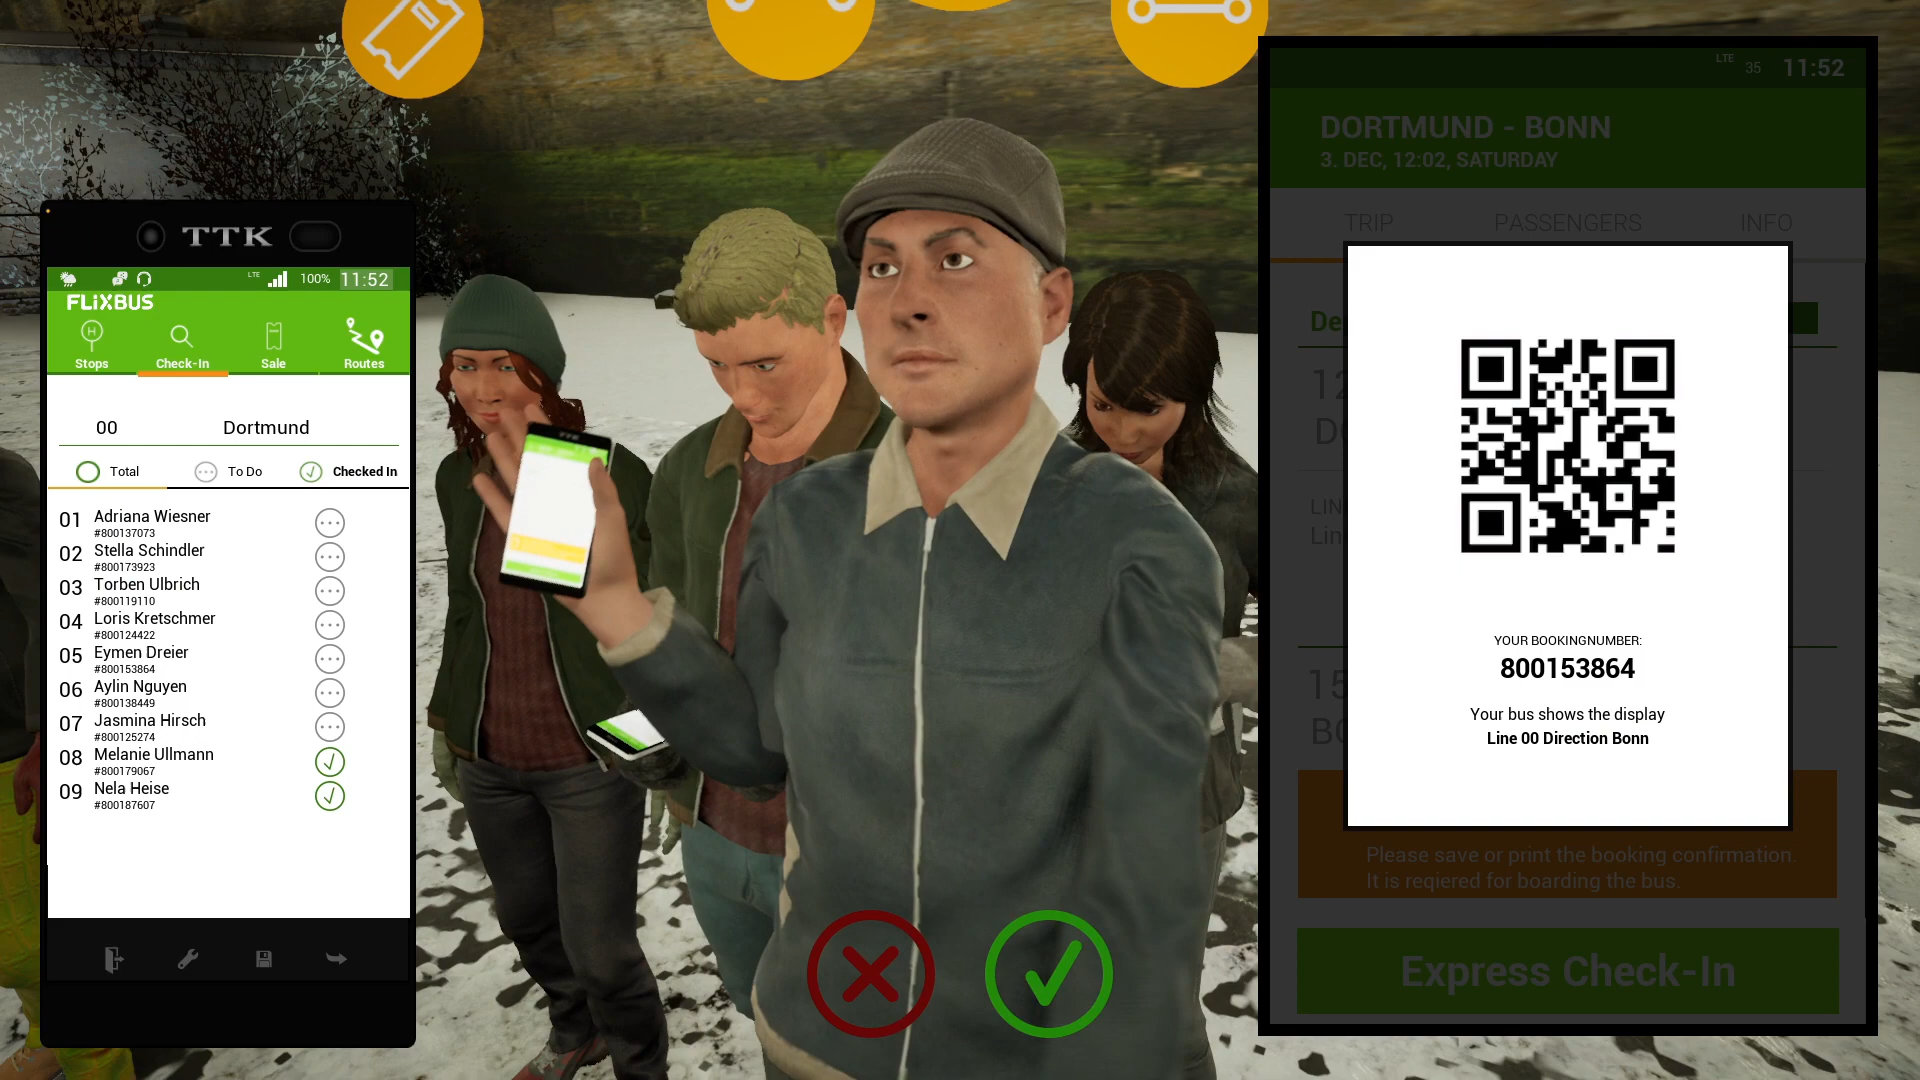 TTK
LTE 100% 11:52
FLiXBUS
Stops Check-In Sale Routes
00 Dortmund
Total To Do Checked In
01 Adriana Wiesner
#800137073
02 Stella Schindler
#800173923
03 Torben Ulbrich
#800119110
04 Loris Kretschmer
#800124422
05 Eymen Dreier
#800153864
06 Aylin Nguyen
#800138449
07 Jasmina Hirsch
#800125274
08 Melanie Ullmann
#800179067
09 Nela Heise
#800187607
TTK
LTE 35 11:52
DORTMUND - BONN
3. DEC, 12:02, SATURDAY
TRIP PASSENGERS INFO
YOUR BOOKINGNUMBER:
800153864
Your bus shows the display
Line 00 Direction Bonn
Please save or print the booking confirmation.
It is reqiered for boarding the bus.
Express Check-In